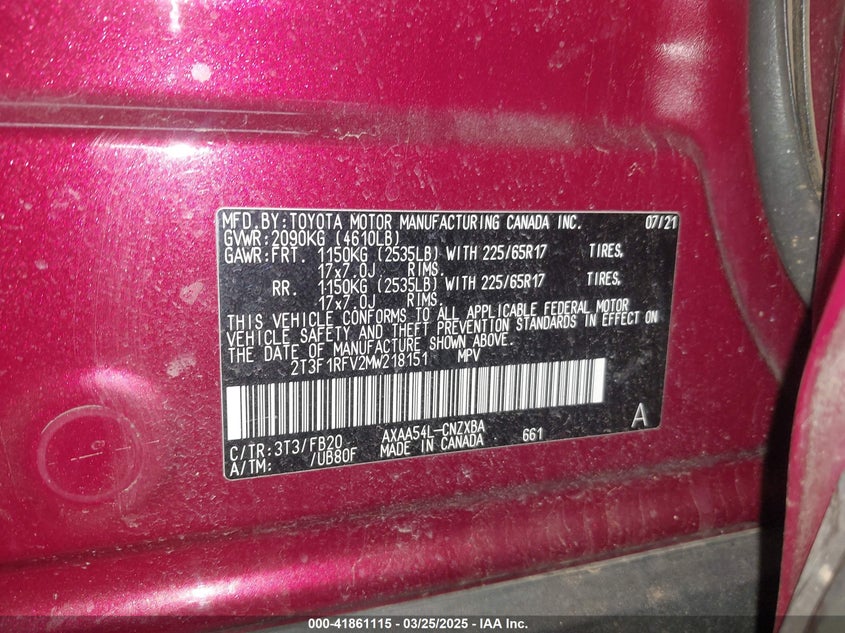 MFD.BY:TOYOTA MOTOR MANUFACTURING CANADA INC. 07/21
GVWR:2090KG (4610LB)
GAWR:FRT. 1150KG (2535LB) WITH 225/65R17 TIRES,
17x7.0J RIMS.
RR. 1150KG (2535LB) WITH 225/65R17 TIRES,
17x7.0J RIMS.
THIS VEHICLE CONFORMS TO ALL APPLICABLE FEDERAL MOTOR
VEHICLE SAFETY AND THEFT PREVENTION STANDARDS IN EFFECT ON
THE DATE OF MANUFACTURE SHOWN ABOVE.
2T3F1RFV2MW218151 MPV
C/TR:3T3/FB20 AXAA54L-CNZXBA 661 A
A/TM: /UB80F MADE IN CANADA
000-41861115 - 03/25/2025 - IAA Inc.